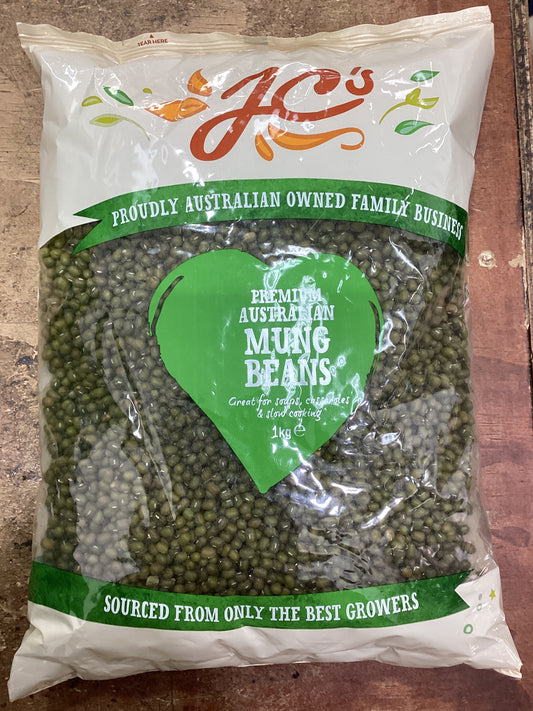 TEAR HERE
JC's
PROUDLY AUSTRALIAN OWNED FAMILY BUSINESS
PREMIUM
AUSTRALIAN
MUNG
BEANS
Great for soups, casseroles
& slow cooking
1kg ℮
SOURCED FROM ONLY THE BEST GROWERS